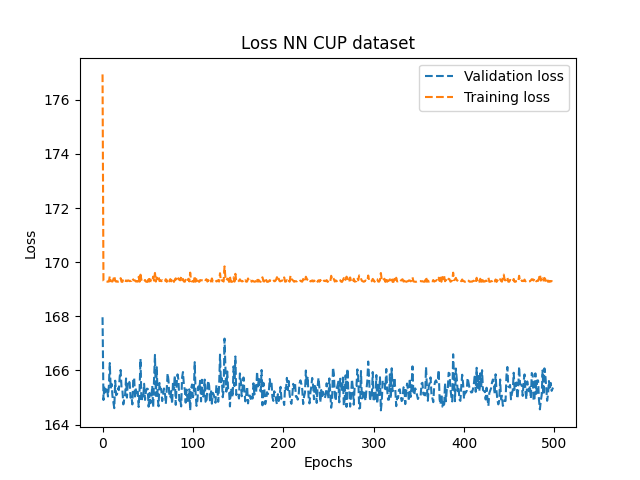 Loss NN CUP dataset
Validation loss
Training loss
176
174
172
170
168
166
164
Loss
0
100
200
300
400
500
Epochs